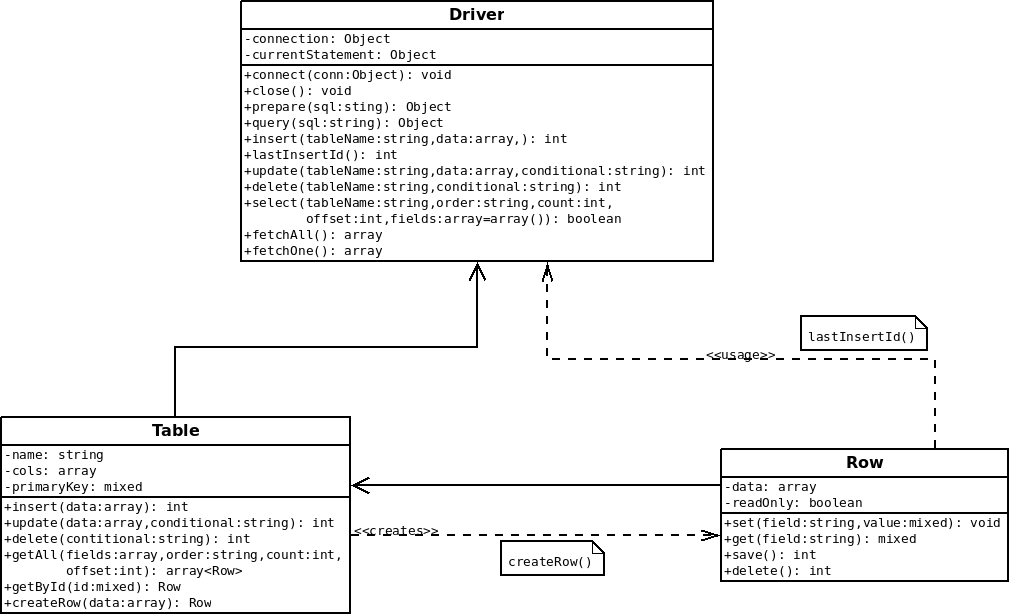 Driver
-connection: Object
-currentStatement: Object
+connect(conn:Object): void
+close(): void
+prepare(sql:sting): Object
+query(sql:string): Object
+insert(tableName:string,data:array,): int
+lastInsertId(): int
+update(tableName:string,data:array,conditional:string): int
+delete(tableName:string,conditional:string): int
+select(tableName:string,order:string,count:int,
offset:int,fields:array=array()): boolean
+fetchAll(): array
+fetchOne(): array
lastInsertId()
<<usage>>
Table
-name: string
-cols: array
-primaryKey: mixed
+insert(data:array): int
+update(data:array,conditional:string): int
+delete(contitional:string): int
+getAll(fields:array,order:string,count:int,
offset:int): array<Row>
+getById(id:mixed): Row
+createRow(data:array): Row
<<creates>>
createRow()
Row
-data: array
-readOnly: boolean
+set(field:string,value:mixed): void
+get(field:string): mixed
+save(): int
+delete(): int